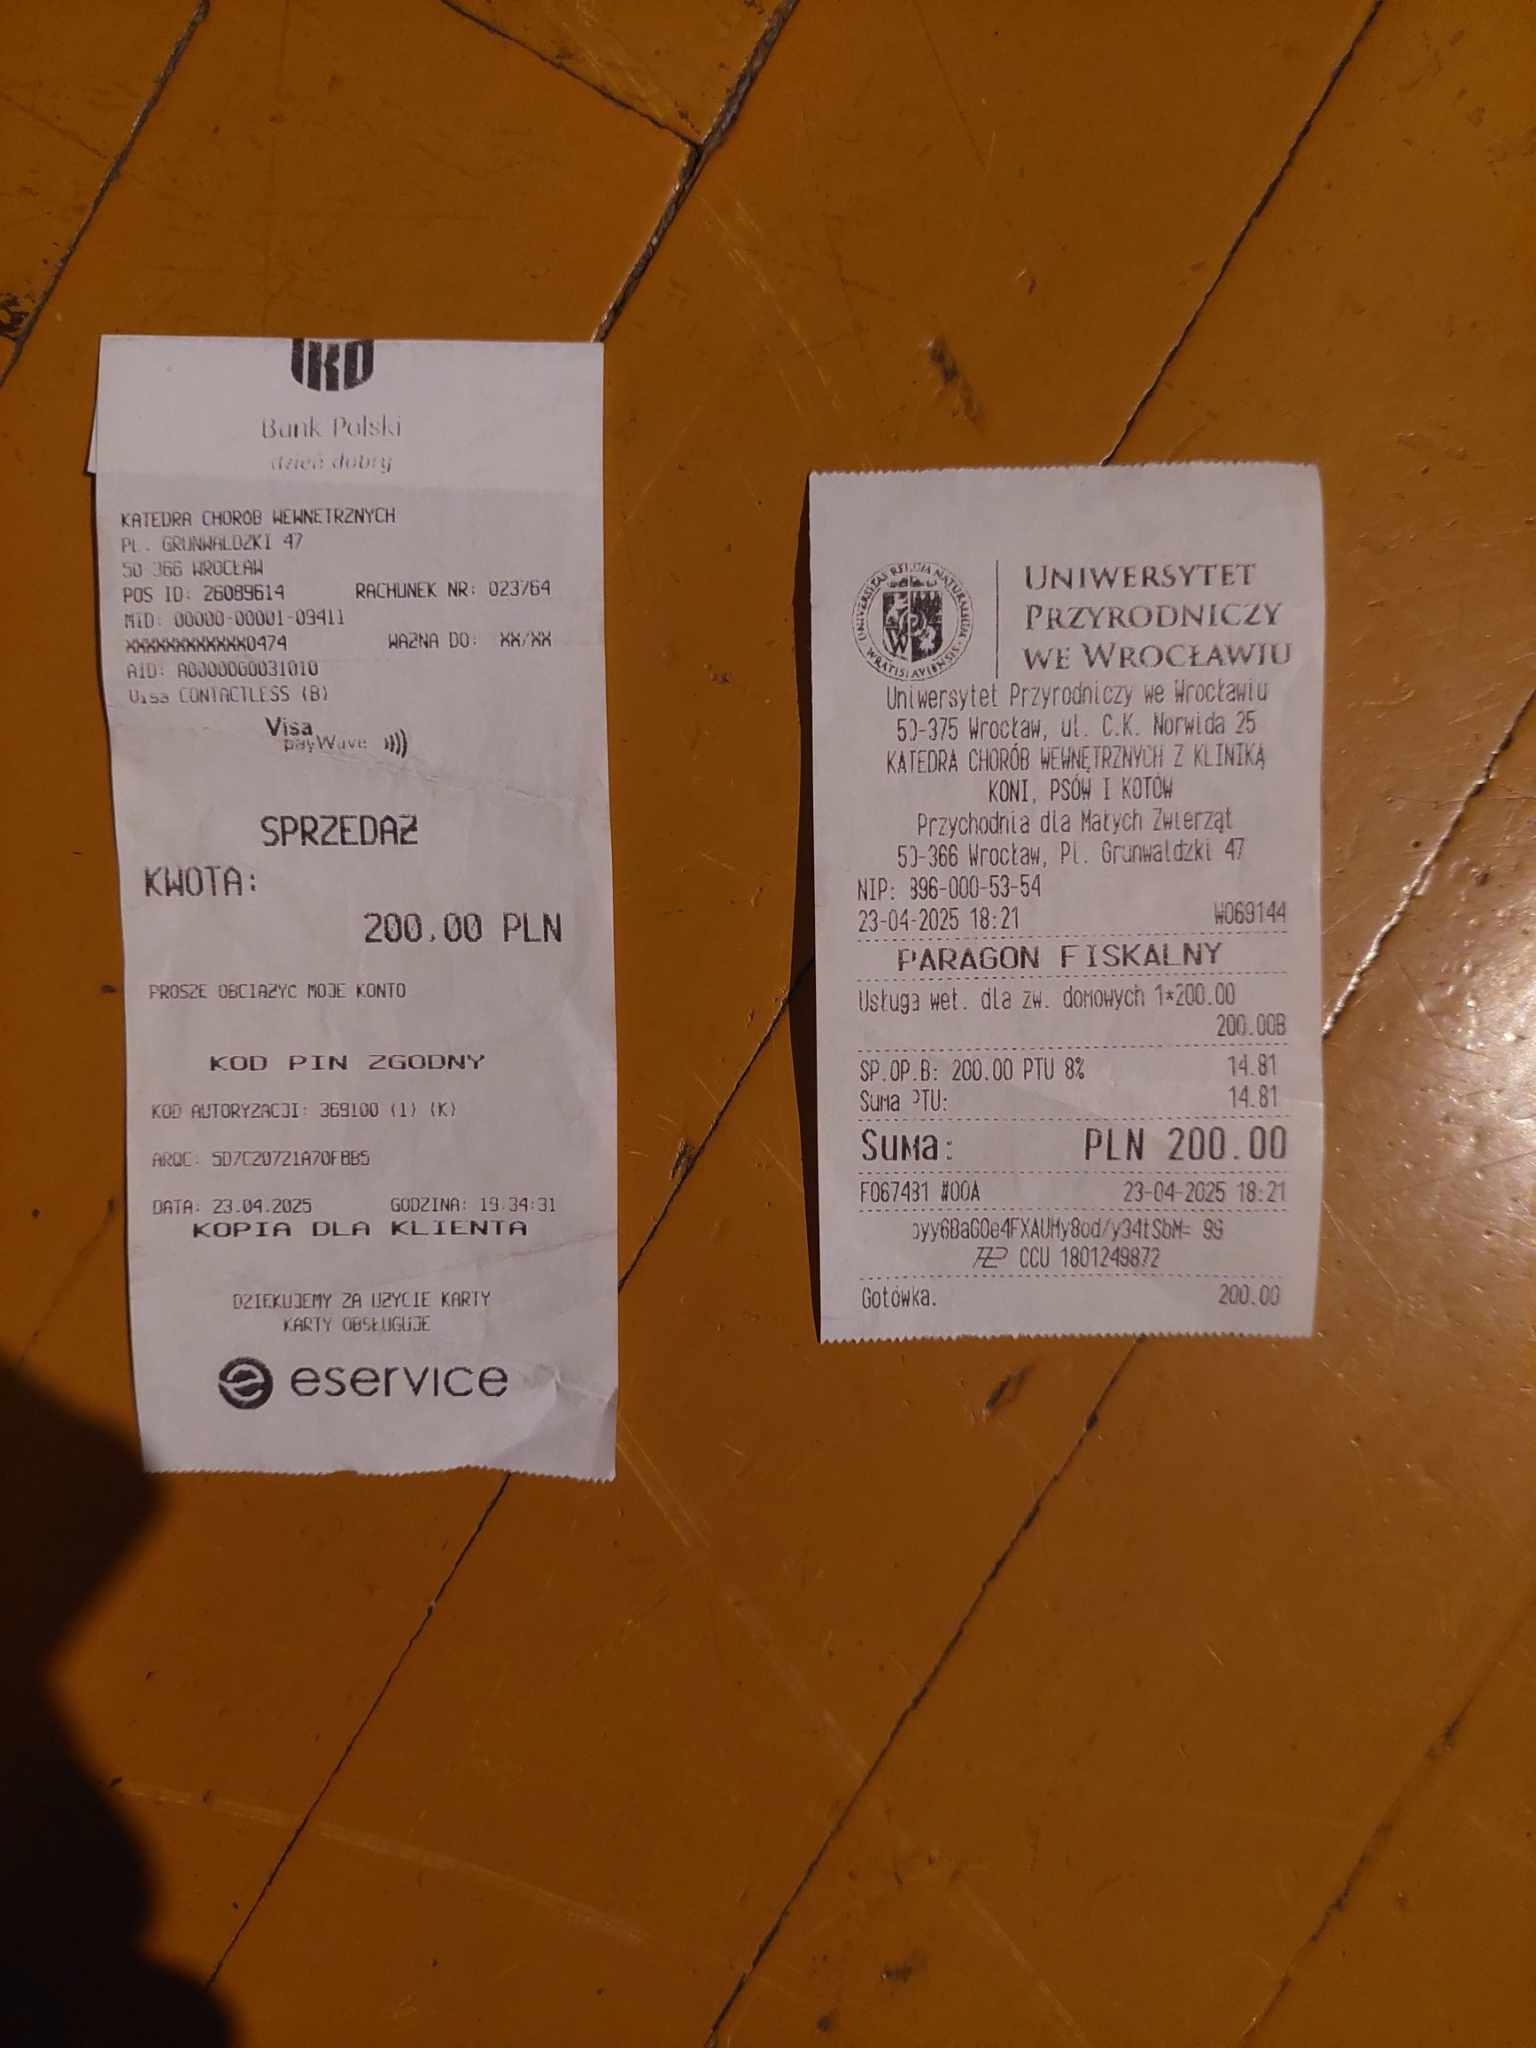 Bank Polski
dzień dobry
KATEDRA CHORÓB WEWNETRZNYCH
PL. GRUNWALDZKI 47
50 366 WROCŁAW
POS ID: 26089614 RACHUNEK NR: 023764
MID: 00000-00001-09411
XXXXXXXXXXXX0474 WAŻNA DO: XX/XX
AID: A0000000031010
Visa CONTACTLESS (B)
Visa
payWave
SPRZEDAŻ
KWOTA:
200,00 PLN
PROSZE OBCIAŻYC MOJE KONTO
KOD PIN ZGODNY
KOD AUTORYZACJI: 369100 (1) (K)
ARQC: 5D7C20721A70FBB5
DATA: 23.04.2025 GODZINA: 19:34:31
KOPIA DLA KLIENTA
DZIEKUJEMY ZA UZYCIE KARTY
KARTY OBSŁUGUJE
eservice
UNIWERSYTET
PRZYRODNICZY
WE WROCŁAWIU
Uniwersytet Przyrodniczy we Wrocławiu
50-375 Wrocław, ul. C.K. Norwida 25
KATEDRA CHORÓB WEWNĘTRZNYCH Z KLINIKĄ
KONI, PSÓW I KOTÓW
Przychodnia dla Małych Zwierząt
50-366 Wrocław, Pl. Grunwaldzki 47
NIP: 896-000-53-54
23-04-2025 18:21 W069144
PARAGON FISKALNY
Usługa wet. dla zw. domowych 1*200.00
200.00B
SP.OP.B: 200.00 PTU 8% 14.81
Suma PTU: 14.81
Suma: PLN 200.00
F067481 #00A 23-04-2025 18:21
CCU 1801249872
Gotówka. 200.00